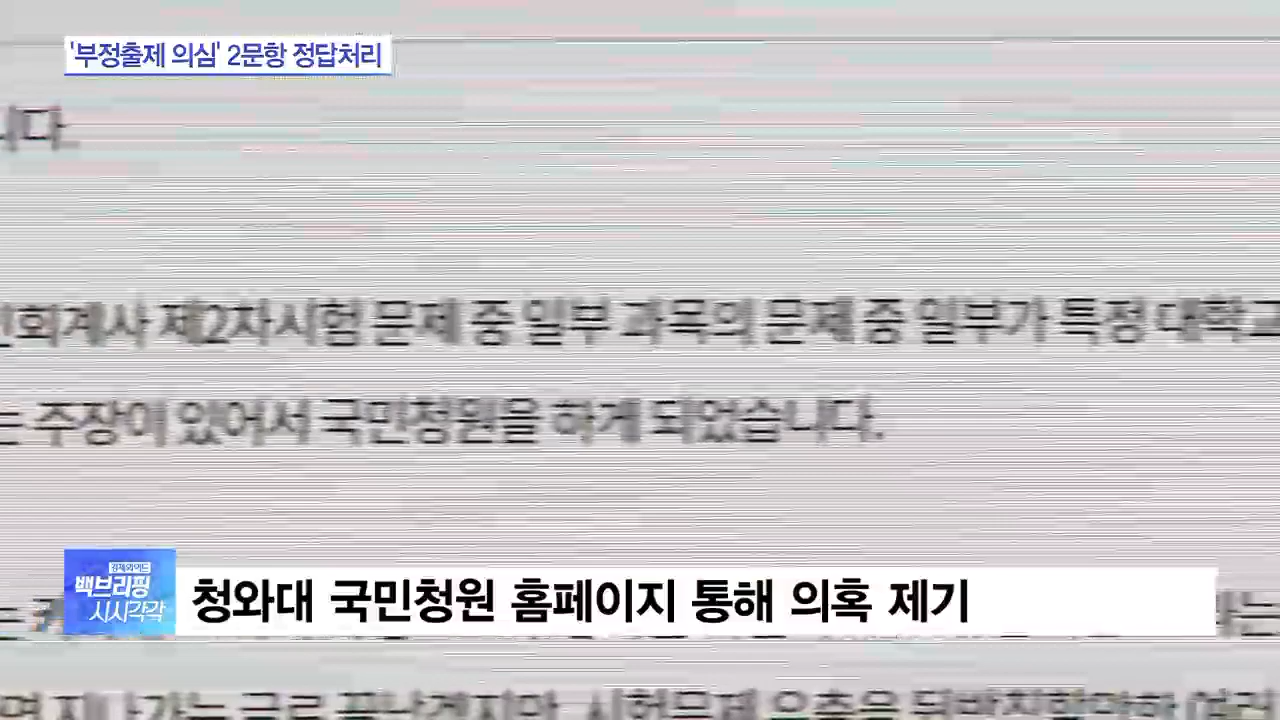 '부정출제 의심' 2문항 정답처리
니다.
회계사 제2차시험 문제 중 일부 과목의 문제 중 일부가 특정 대학교
는 주장이 있어서 국민청원을 하게 되었습니다.
경제와이드
백브리핑
시시각각
청와대 국민청원 홈페이지 통해 의혹 제기